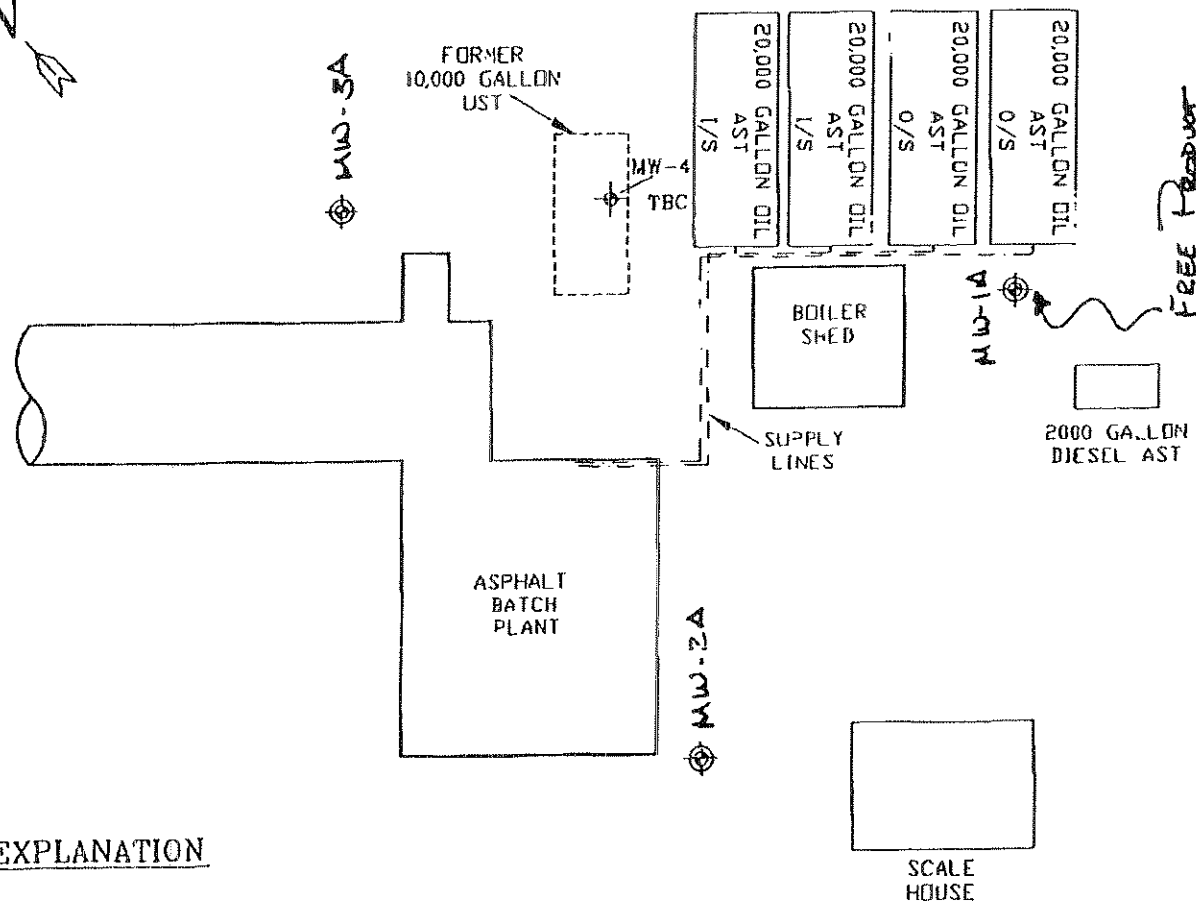 FORMER
10,000 GALLON
UST
MW-3A
MW-4
TBC
20,000 GALLON OIL
AST
I/S
20,000 GALLON OIL
AST
I/S
20,000 GALLON OIL
AST
O/S
20,000 GALLON OIL
AST
O/S
FREE PRODUCT
MW-1A
BOILER
SHED
SUPPLY
LINES
2000 GALLON
DIESEL AST
ASPHALT
BATCH
PLANT
MW-2A
EXPLANATION
SCALE
HOUSE